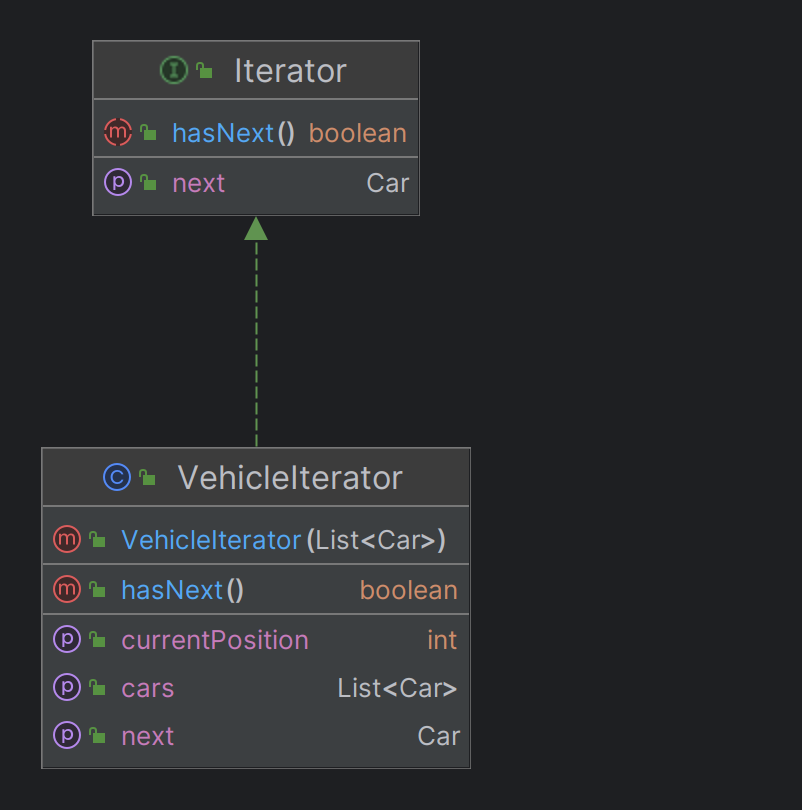 I Iterator
m hasNext() boolean
p next Car
C VehicleIterator
m VehicleIterator(List<Car>)
m hasNext() boolean
p currentPosition int
p cars List<Car>
p next Car